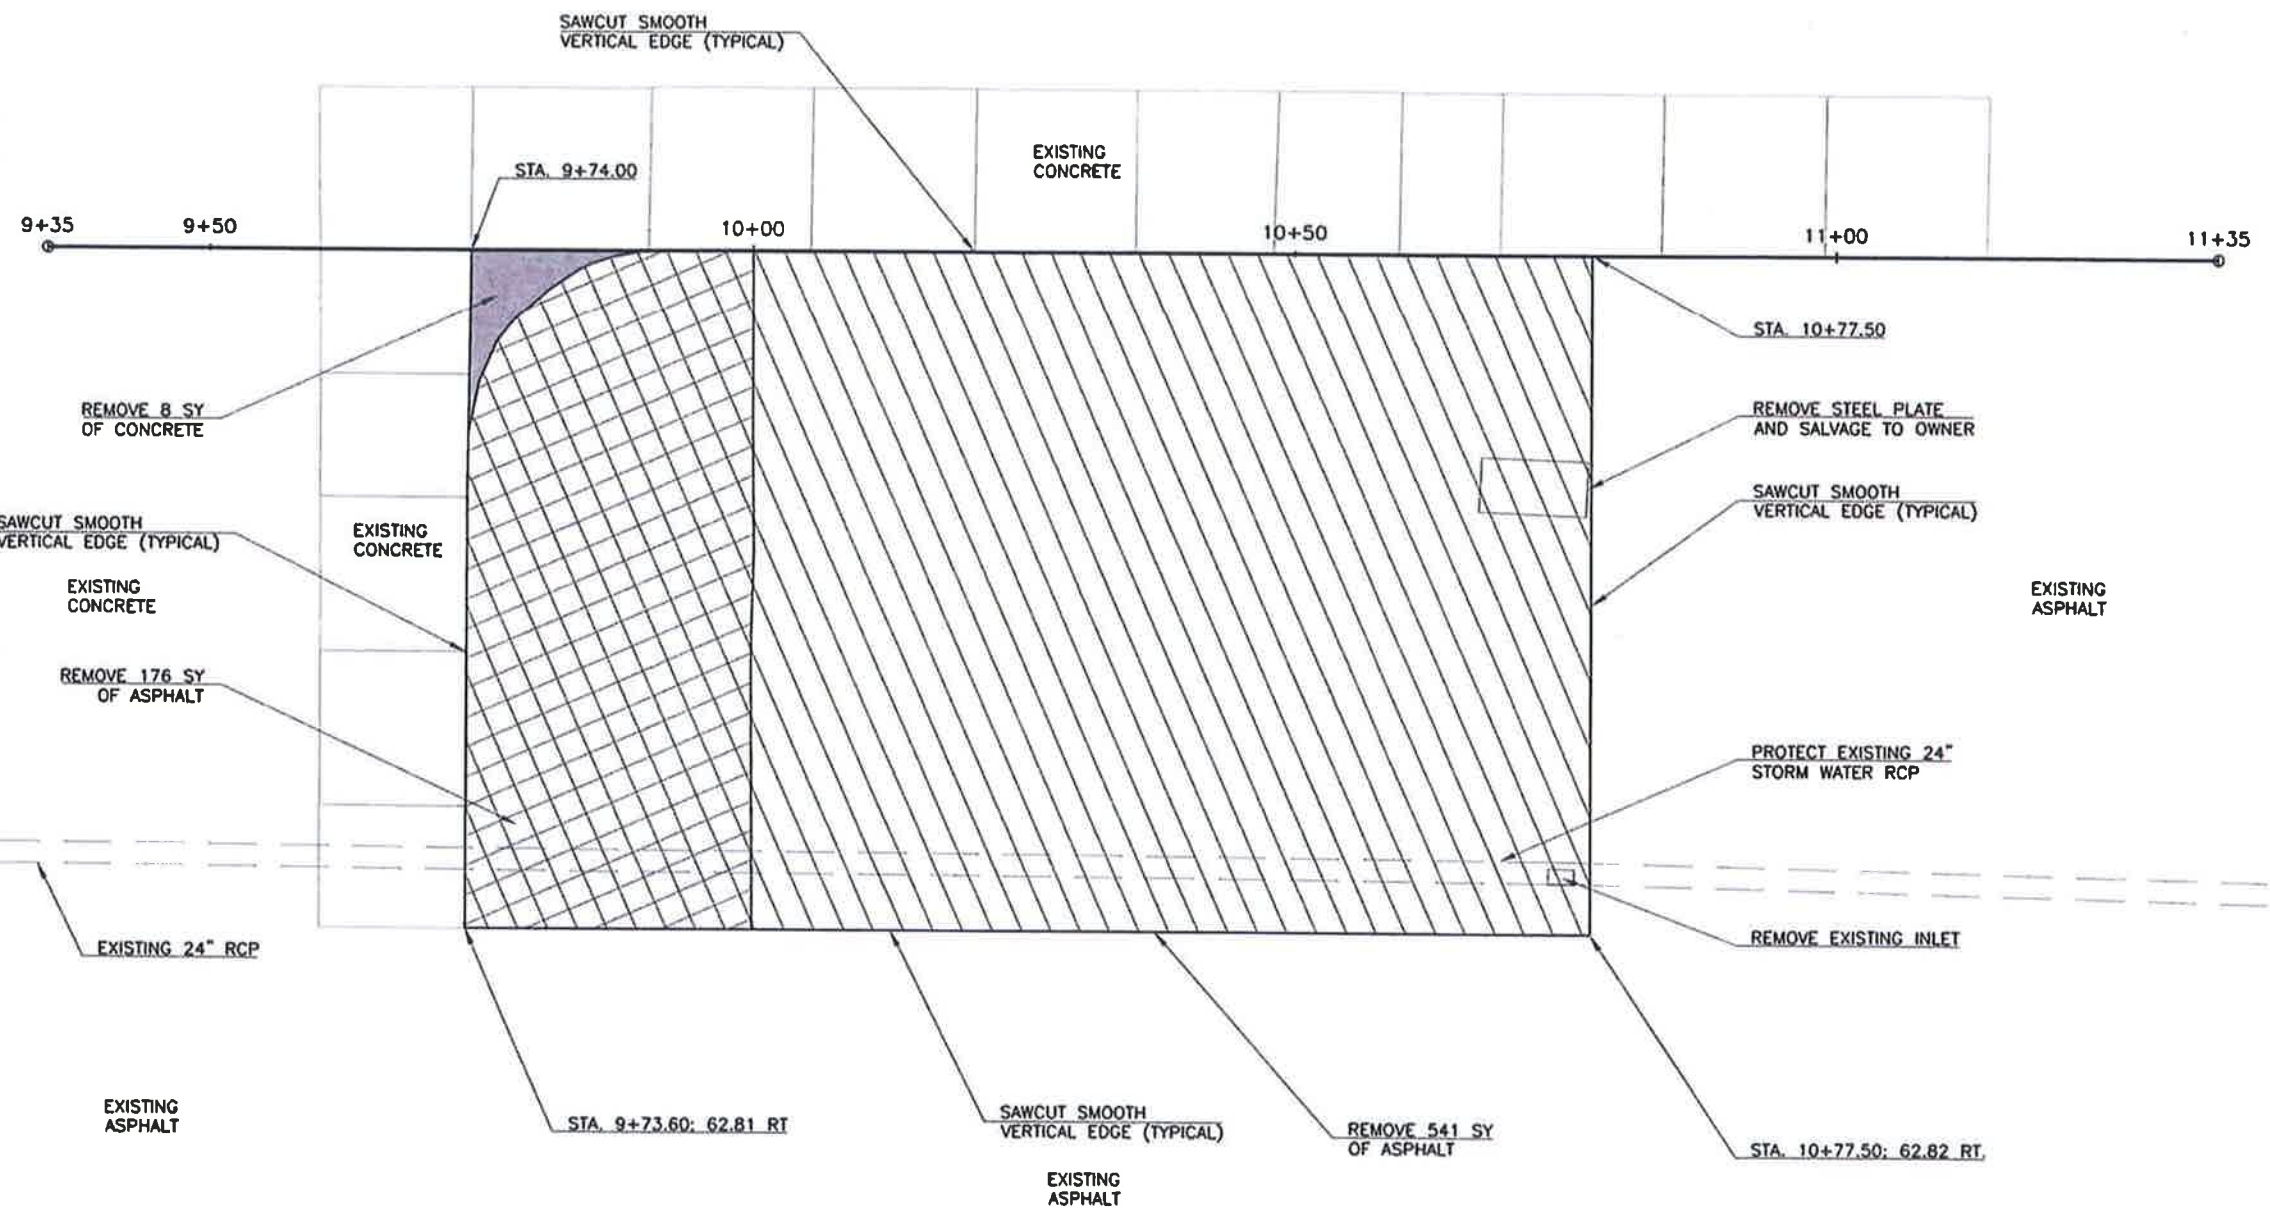 SAWCUT SMOOTH
VERTICAL EDGE (TYPICAL)
EXISTING
CONCRETE
STA. 9+74.00
9+35
9+50
10+00
10+50
11+00
11+35
STA. 10+77.50
REMOVE 8 SY
OF CONCRETE
REMOVE STEEL PLATE
AND SALVAGE TO OWNER
SAWCUT SMOOTH
VERTICAL EDGE (TYPICAL)
SAWCUT SMOOTH
VERTICAL EDGE (TYPICAL)
EXISTING
CONCRETE
EXISTING
CONCRETE
EXISTING
ASPHALT
REMOVE 176 SY
OF ASPHALT
PROTECT EXISTING 24"
STORM WATER RCP
EXISTING 24" RCP
REMOVE EXISTING INLET
EXISTING
ASPHALT
STA. 9+73.60; 62.81 RT
SAWCUT SMOOTH
VERTICAL EDGE (TYPICAL)
REMOVE 541 SY
OF ASPHALT
STA. 10+77.50; 62.82 RT.
EXISTING
ASPHALT